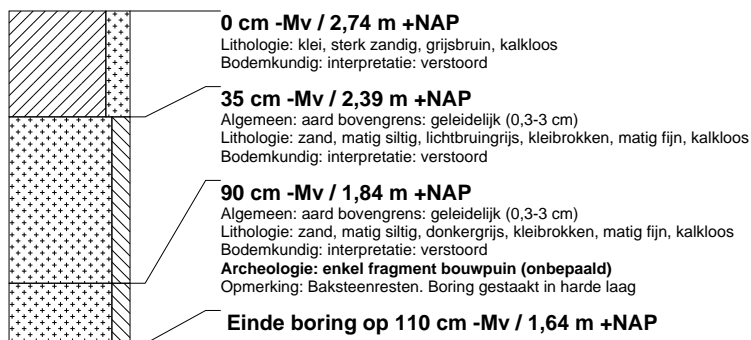 0 cm -Mv / 2,74 m +NAP
Lithologie: klei, sterk zandig, grijsbruin, kalkloos
Bodemkundig: interpretatie: verstoord
35 cm -Mv / 2,39 m +NAP
Algemeen: aard bovengrens: geleidelijk (0,3-3 cm)
Lithologie: zand, matig siltig, lichtbruingrijs, kleibrokken, matig fijn, kalkloos
Bodemkundig: interpretatie: verstoord
90 cm -Mv / 1,84 m +NAP
Algemeen: aard bovengrens: geleidelijk (0,3-3 cm)
Lithologie: zand, matig siltig, donkergrijs, kleibrokken, matig fijn, kalkloos
Bodemkundig: interpretatie: verstoord
Archeologie: enkel fragment bouwpuin (onbepaald)
Opmerking: Baksteenresten. Boring gestaakt in harde laag
Einde boring op 110 cm -Mv / 1,64 m +NAP